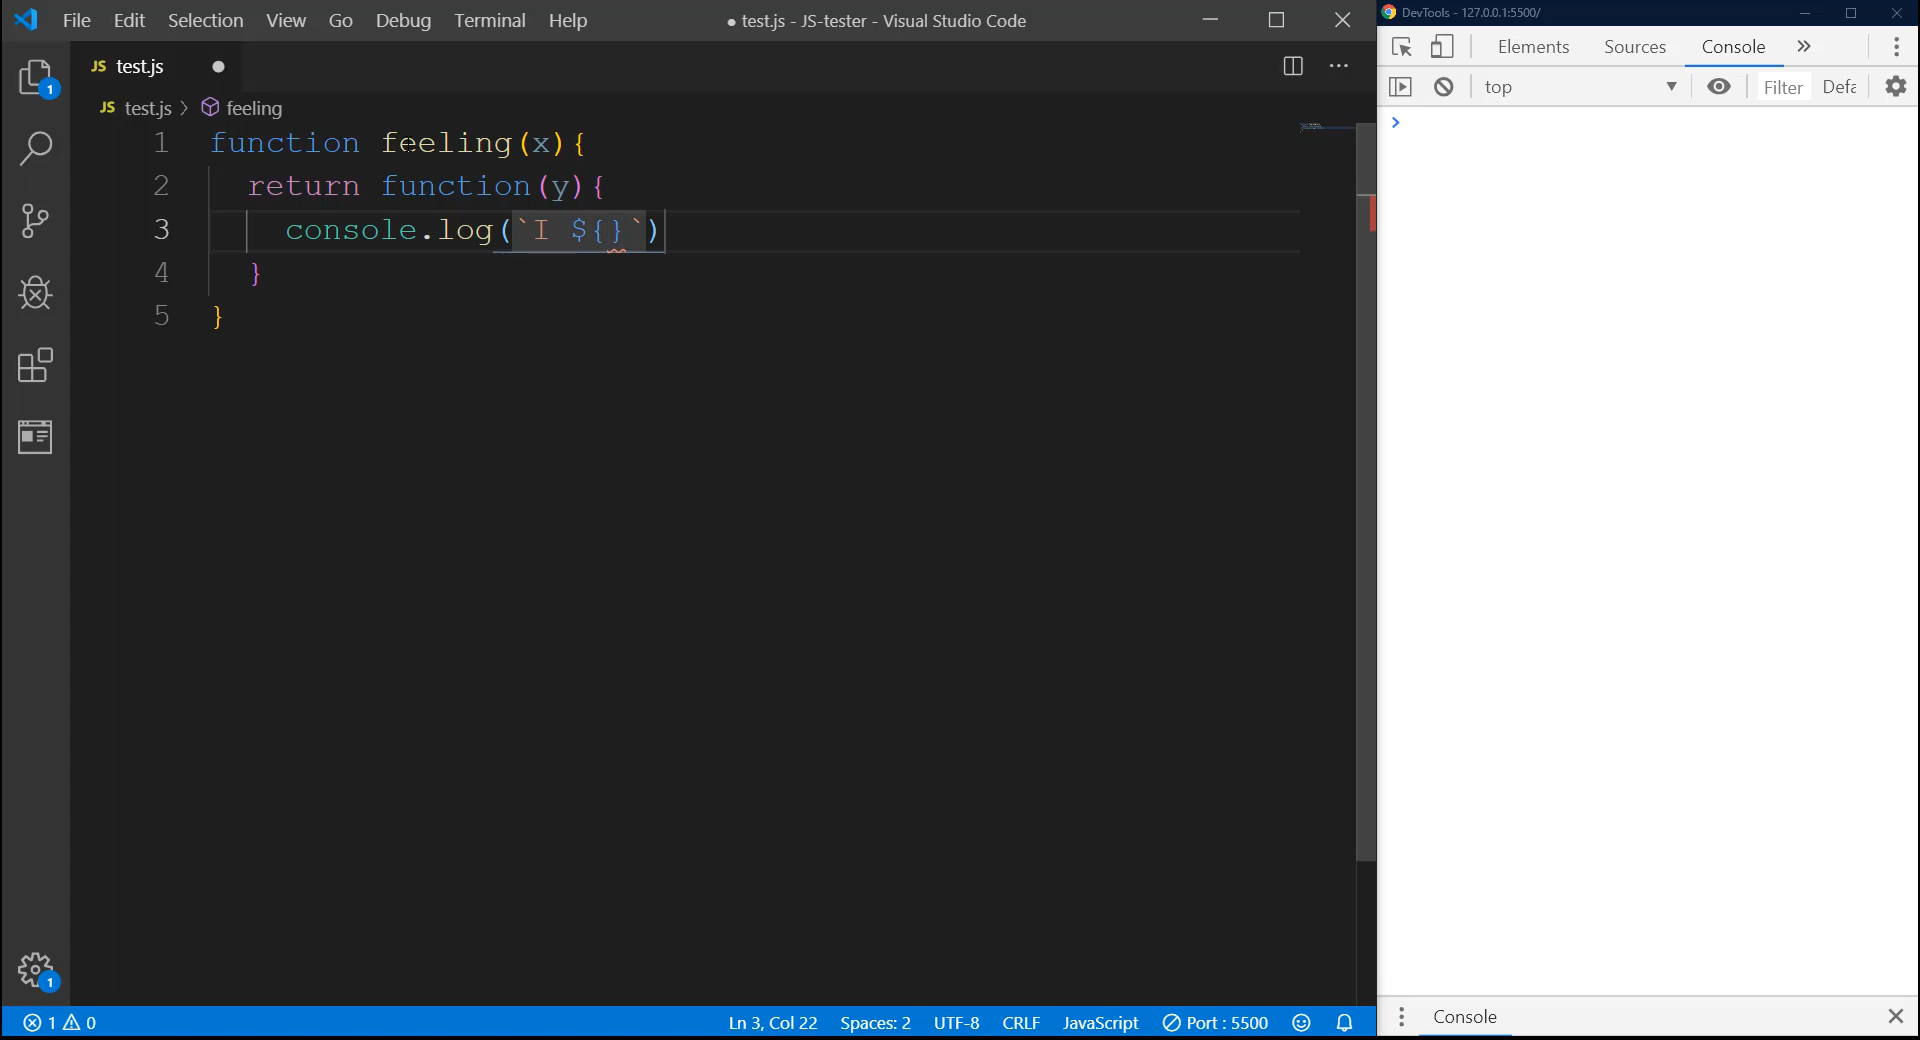 File Edit Selection View Go Debug Terminal Help
● test.js - JS-tester - Visual Studio Code
JS test.js ●
JS test.js > feeling
1 function feeling(x){
2 return function(y){
3 console.log(`I ${}`)
4 }
5 }
1
1
1 0
Ln 3, Col 22 Spaces: 2 UTF-8 CRLF JavaScript Port : 5500
DevTools - 127.0.0.1:5500/
Elements Sources Console »
top Filter Defa
>
Console